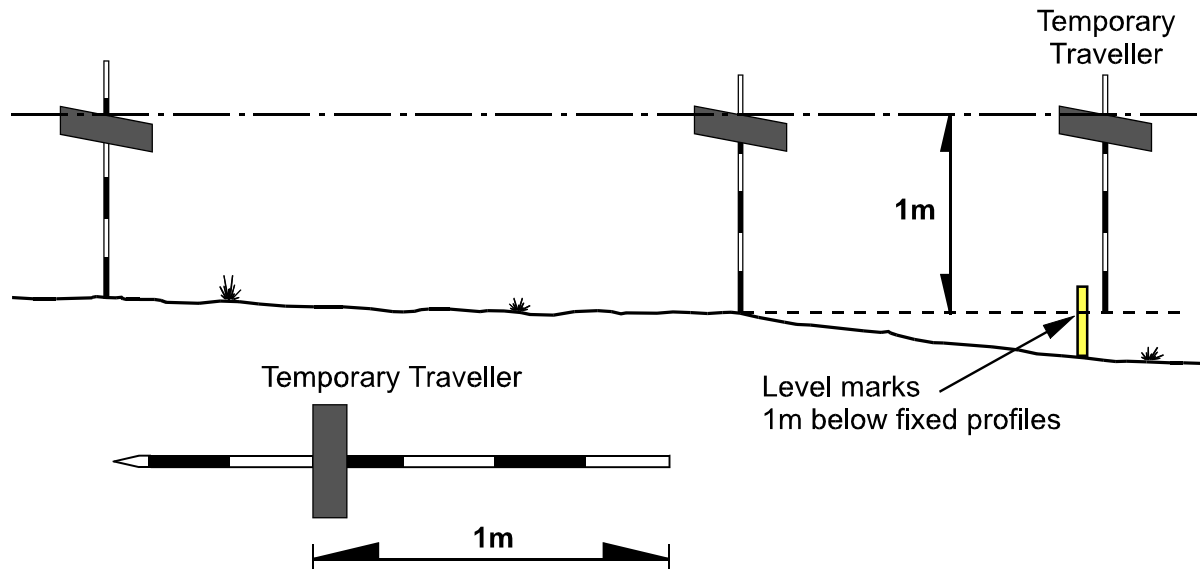 Temporary
Traveller
1m
Level marks
1m below fixed profiles
Temporary Traveller
1m